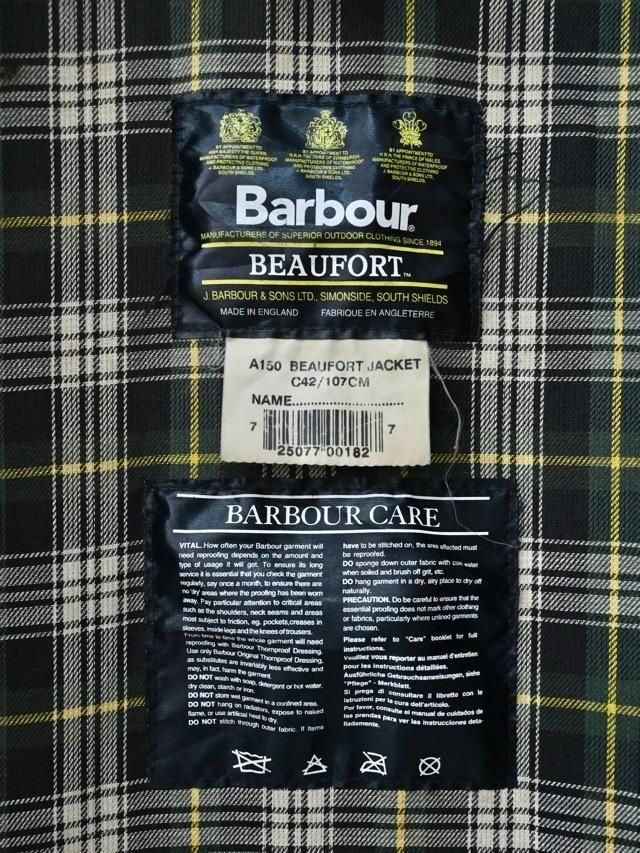 BY APPOINTMENT TO
HER MAJESTY THE QUEEN
MANUFACTURERS OF WATERPROOF
AND PROTECTIVE CLOTHING
J. BARBOUR & SONS LTD.
SOUTH SHIELDS
BY APPOINTMENT TO
H.R.H. THE DUKE OF EDINBURGH
MANUFACTURERS OF WATERPROOF
AND PROTECTIVE CLOTHING
J. BARBOUR & SONS LTD.
SOUTH SHIELDS
BY APPOINTMENT TO
H.R.H. THE PRINCE OF WALES
MANUFACTURERS OF WATERPROOF
AND PROTECTIVE CLOTHING
J. BARBOUR & SONS LTD.
SOUTH SHIELDS
Barbour®
MANUFACTURERS OF SUPERIOR OUTDOOR CLOTHING SINCE 1894
BEAUFORT™
J. BARBOUR & SONS LTD., SIMONSIDE, SOUTH SHIELDS
MADE IN ENGLAND FABRIQUE EN ANGLETERRE
A150 BEAUFORT JACKET
C42/107CM
NAME........................
7 25077 00182 7
BARBOUR CARE
VITAL. How often your Barbour garment will
need reproofing depends on the amount and
type of usage it will get. To ensure its long
service it is essential that you check the garment
regularly, say once a month, to ensure there are
no 'dry' areas where the proofing has been worn
away. Pay particular attention to critical areas
such as the shoulders, neck seams and areas
most subject to friction, eg. pockets, creases in
sleeves, inside legs and the knees of trousers.
From time to time the whole garment will need
reproofing with Barbour Thornproof Dressing.
Use only Barbour Original Thornproof Dressing,
as substitutes are invariably less effective and
may, in fact, harm the garment.
DO NOT wash with soap, detergent or hot water,
dry clean, starch or iron.
DO NOT store wet garment in a confined area.
DO NOT hang on radiators, expose to naked
flame, or use artificial heat to dry.
DO NOT stitch through outer fabric. If items
have to be stitched on, the area affected must
be reproofed.
DO sponge down outer fabric with cold water
when soiled and brush off grit, etc.
DO hang garment in a dry, airy place to dry off
naturally.
PRECAUTION. Do be careful to ensure that the
essential proofing does not mark other clothing
or fabrics, particularly where unlined garments
are chosen.
Please refer to "Care" booklet for full
instructions.
Veuillez vous reporter au manuel d'entretien
pour les instructions détaillées.
Ausführliche Gebrauchsanweisungen, siehe
"Pflege" - Merkblatt.
Si prega di consultare il libretto con le
istruzioni per la cura dell'articolo.
Por favor, consulte el manual de cuidados de
las prendas para ver las instrucciones deta-
lladamente.